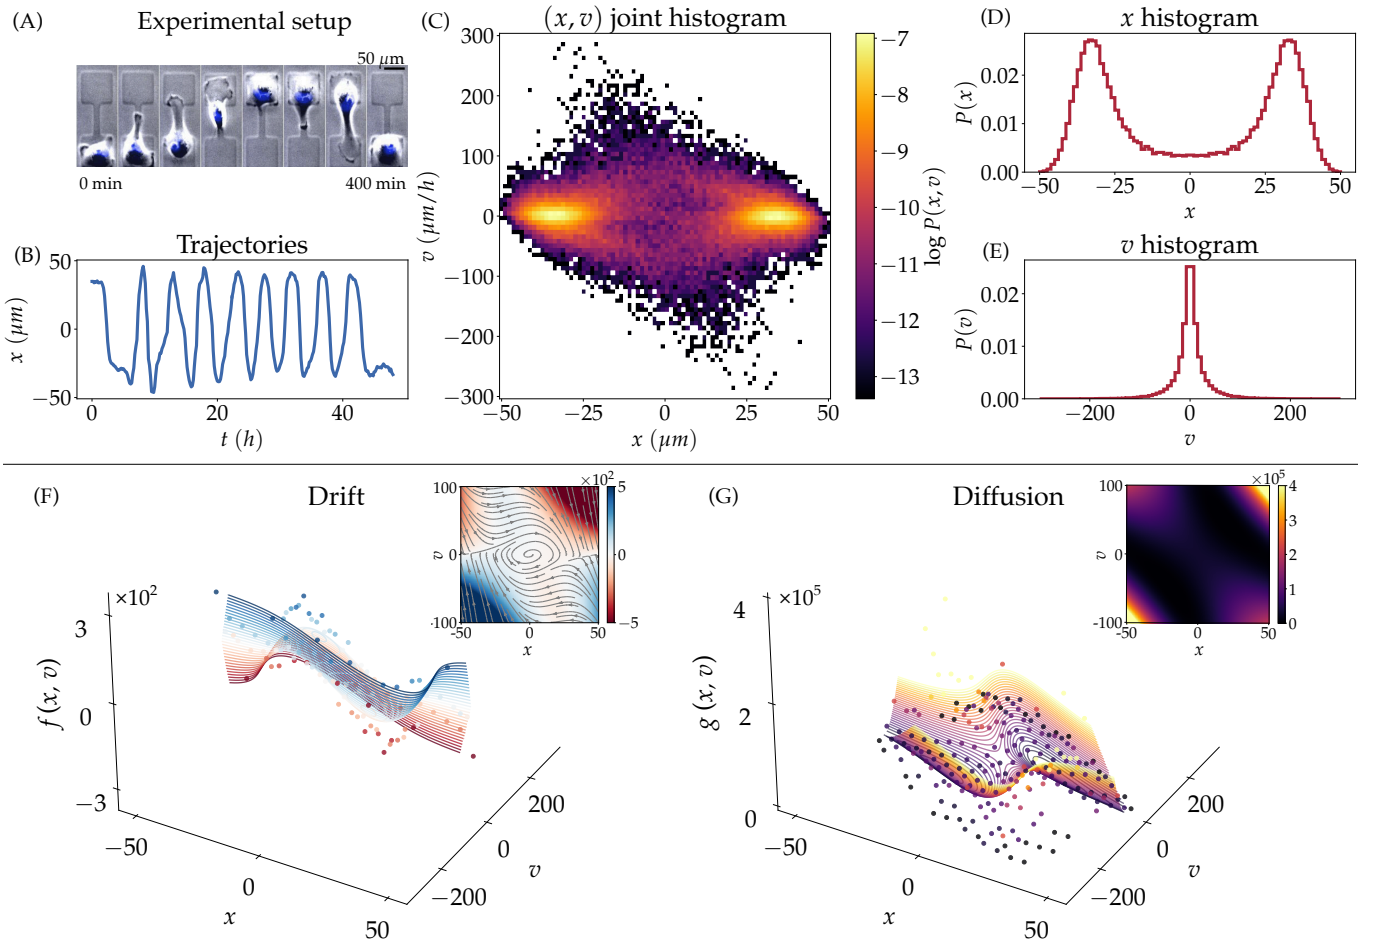 (A)
Experimental setup
50 μm
0 min
400 min
(B)
Trajectories
50
0
−50
x (μm)
0
20
40
t (h)
(C)
(x, v) joint histogram
300
200
100
0
−100
−200
−300
v (μm/h)
−50
−25
0
25
50
x (μm)
−7
−8
−9
−10
−11
−12
−13
log P(x, v)
(D)
x histogram
0.02
0.01
0.00
P(x)
−50
−25
0
25
50
x
(E)
v histogram
0.02
0.01
0.00
P(v)
−200
0
200
v
(F)
Drift
×10²
3
0
−3
f (x, v)
−50
0
50
x
−200
0
200
v
100
0
-100
v
-50
0
50
x
×10²
5
0
−5
(G)
Diffusion
×10⁵
4
2
0
g (x, v)
−50
0
50
x
−200
0
200
v
100
0
-100
v
-50
0
50
x
×10⁵
4
3
2
1
0